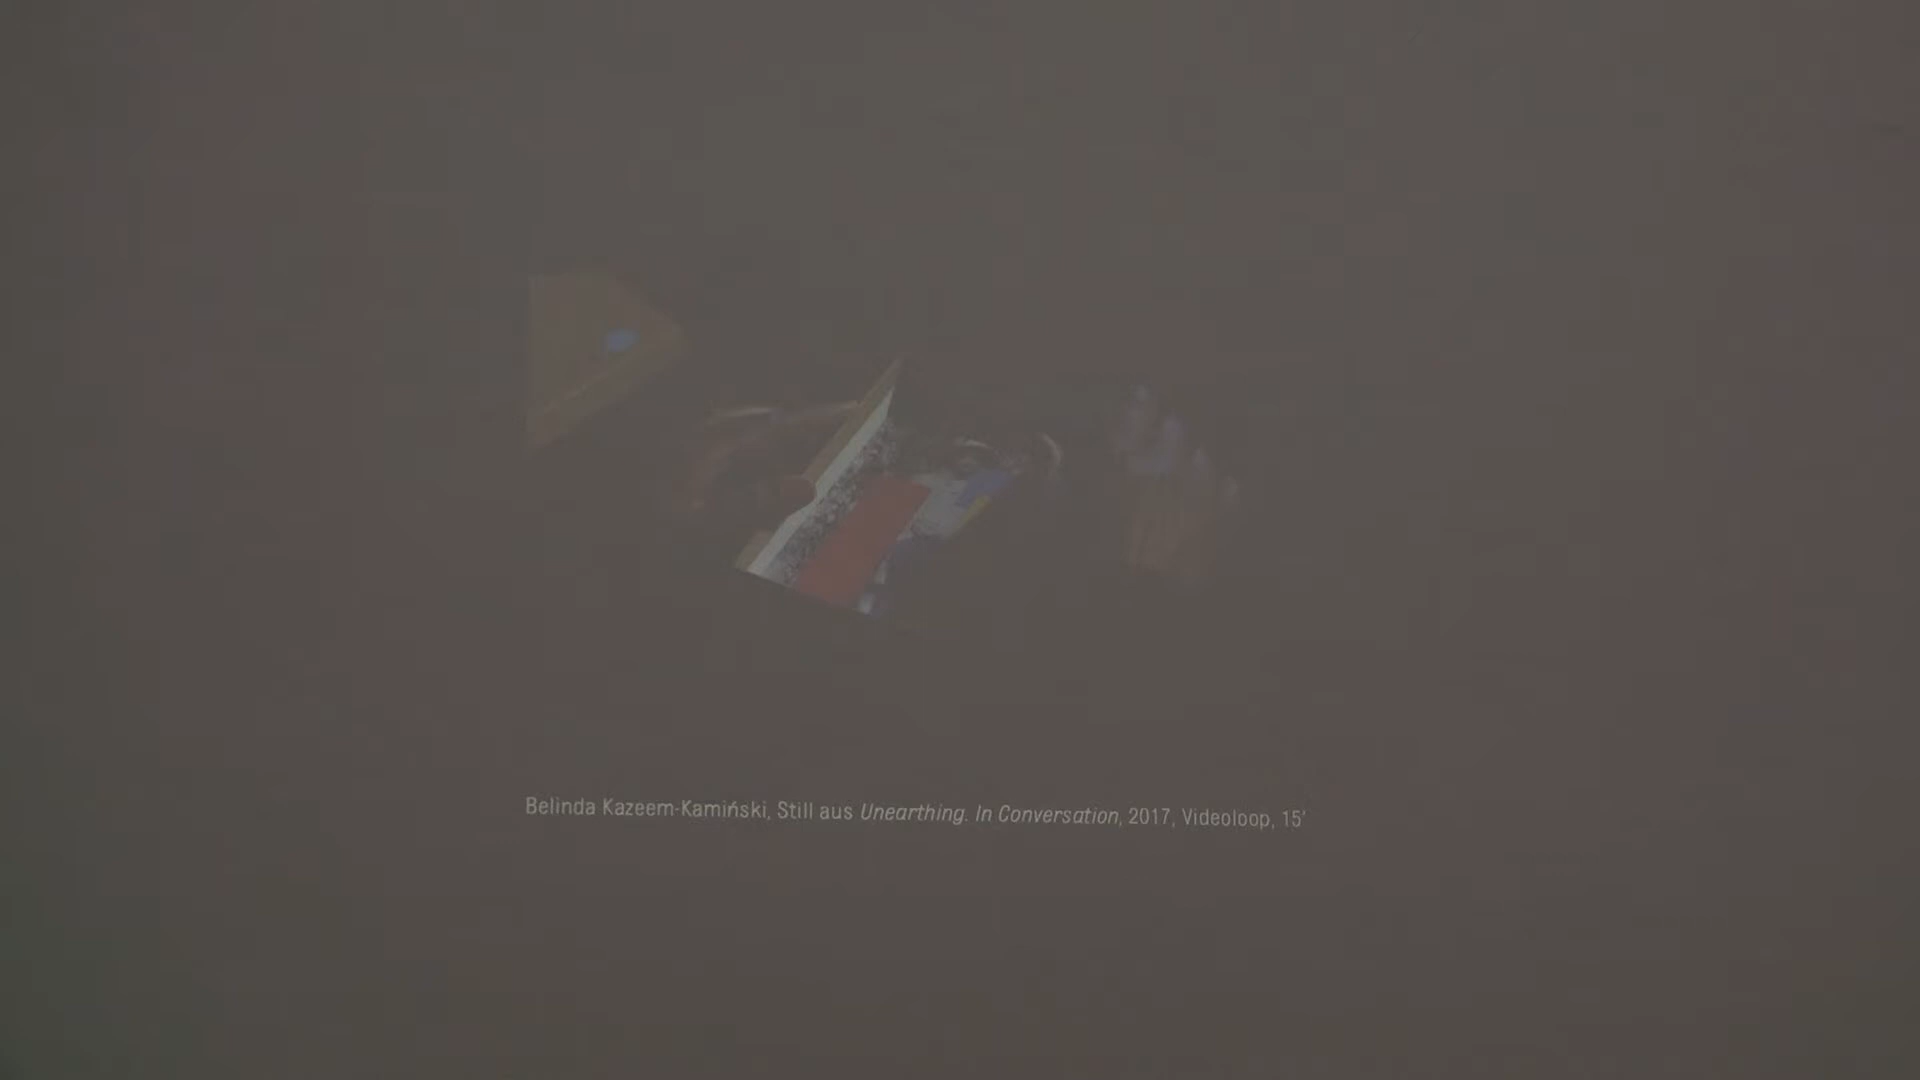 Belinda Kazeem-Kamiński, Still aus Unearthing. In Conversation, 2017, Videoloop, 15'